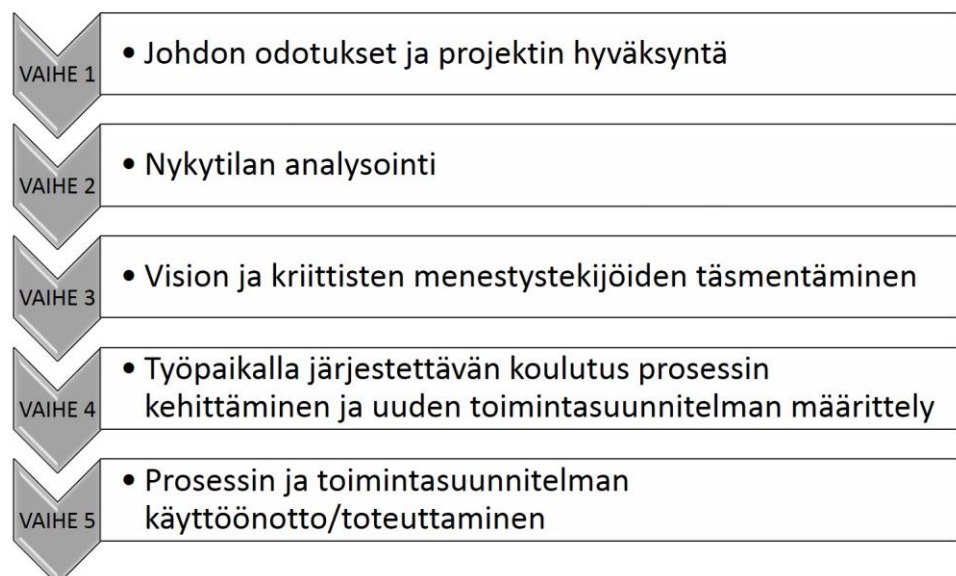 VAIHE 1
• Johdon odotukset ja projektin hyväksyntä
VAIHE 2
• Nykytilan analysointi
VAIHE 3
• Vision ja kriittisten menestystekijöiden täsmentäminen
VAIHE 4
• Työpaikalla järjestettävän koulutus prosessin
kehittäminen ja uuden toimintasuunnitelman määrittely
VAIHE 5
• Prosessin ja toimintasuunnitelman
käyttöönotto/toteuttaminen